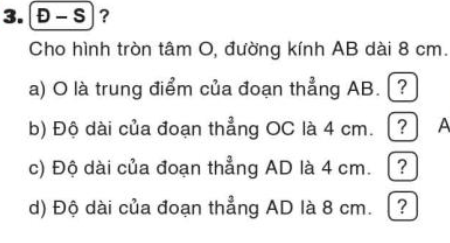 3. Đ – S ?
Cho hình tròn tâm O, đường kính AB dài 8 cm.
a) O là trung điểm của đoạn thẳng AB. ?
b) Độ dài của đoạn thẳng OC là 4 cm. ? A
c) Độ dài của đoạn thẳng AD là 4 cm. ?
d) Độ dài của đoạn thẳng AD là 8 cm. ?